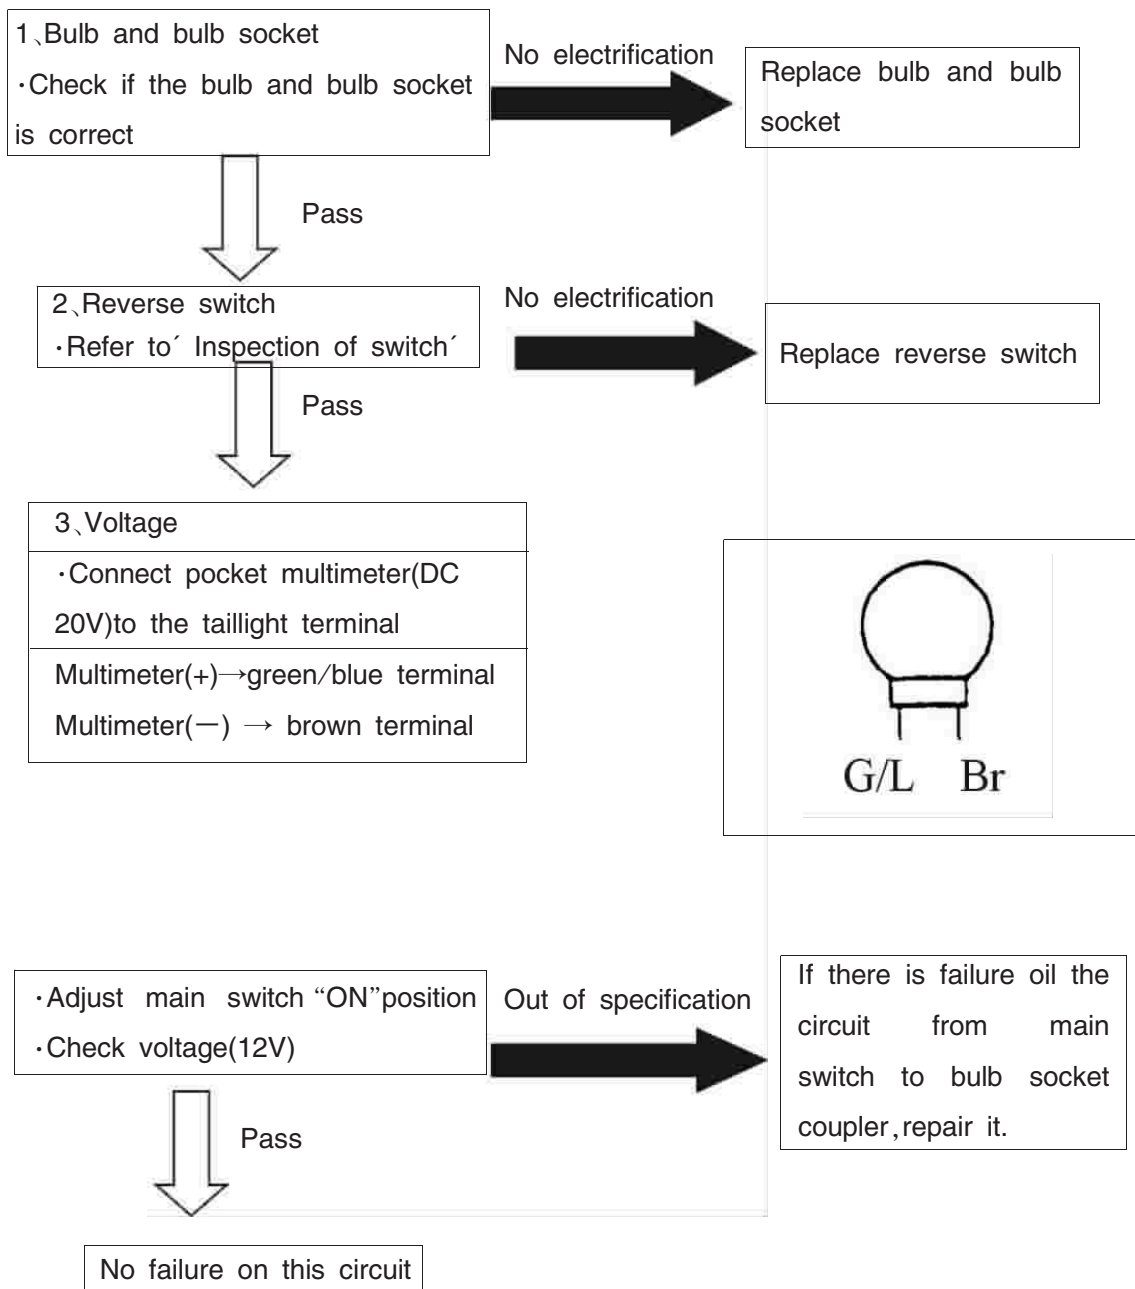 1、Bulb and bulb socket
·Check if the bulb and bulb socket
is correct
No electrification
Replace bulb and bulb
socket
Pass
2、Reverse switch
·Refer to´ Inspection of switch´
No electrification
Replace reverse switch
Pass
3、Voltage
·Connect pocket multimeter(DC
20V)to the taillight terminal
Multimeter(+)→green/blue terminal
Multimeter(—) → brown terminal
G/L Br
·Adjust main switch “ON”position
·Check voltage(12V)
Out of specification
If there is failure oil the
circuit from main
switch to bulb socket
coupler,repair it.
Pass
No failure on this circuit